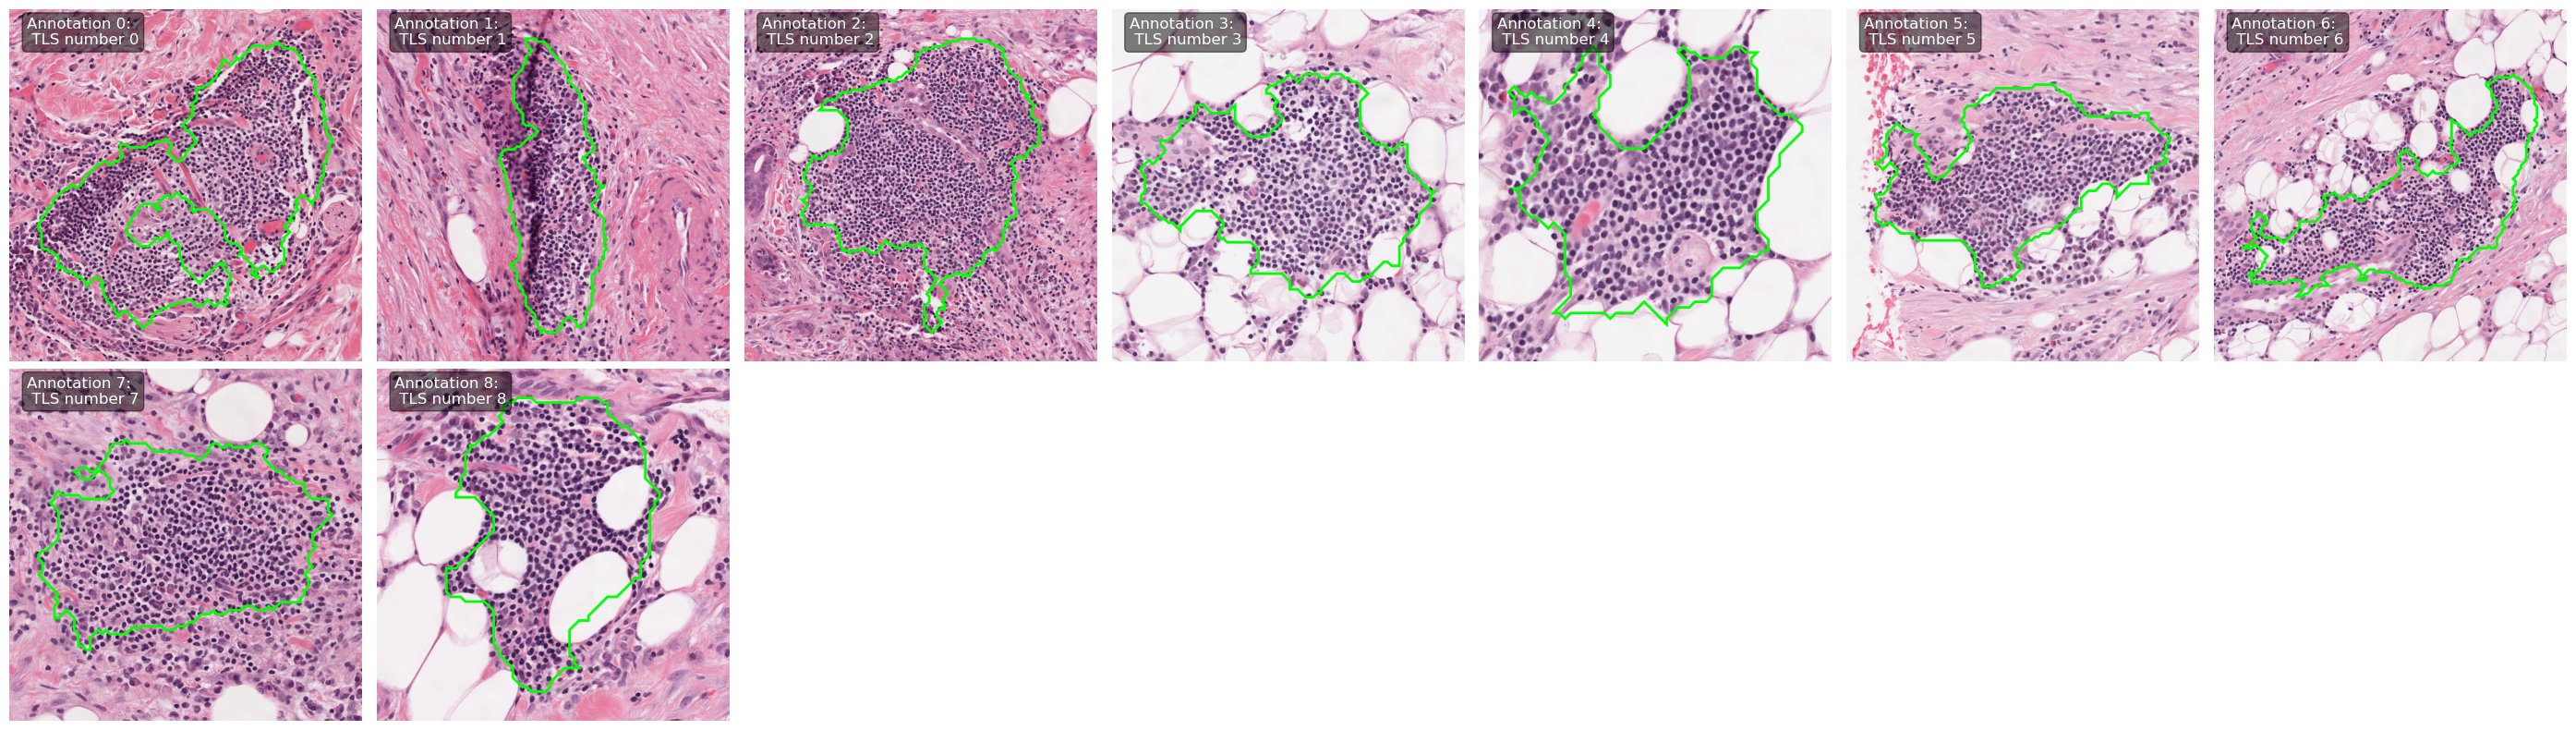 Annotation 0:
TLS number 0
Annotation 1:
TLS number 1
Annotation 2:
TLS number 2
Annotation 3:
TLS number 3
Annotation 4:
TLS number 4
Annotation 5:
TLS number 5
Annotation 6:
TLS number 6
Annotation 7:
TLS number 7
Annotation 8:
TLS number 8